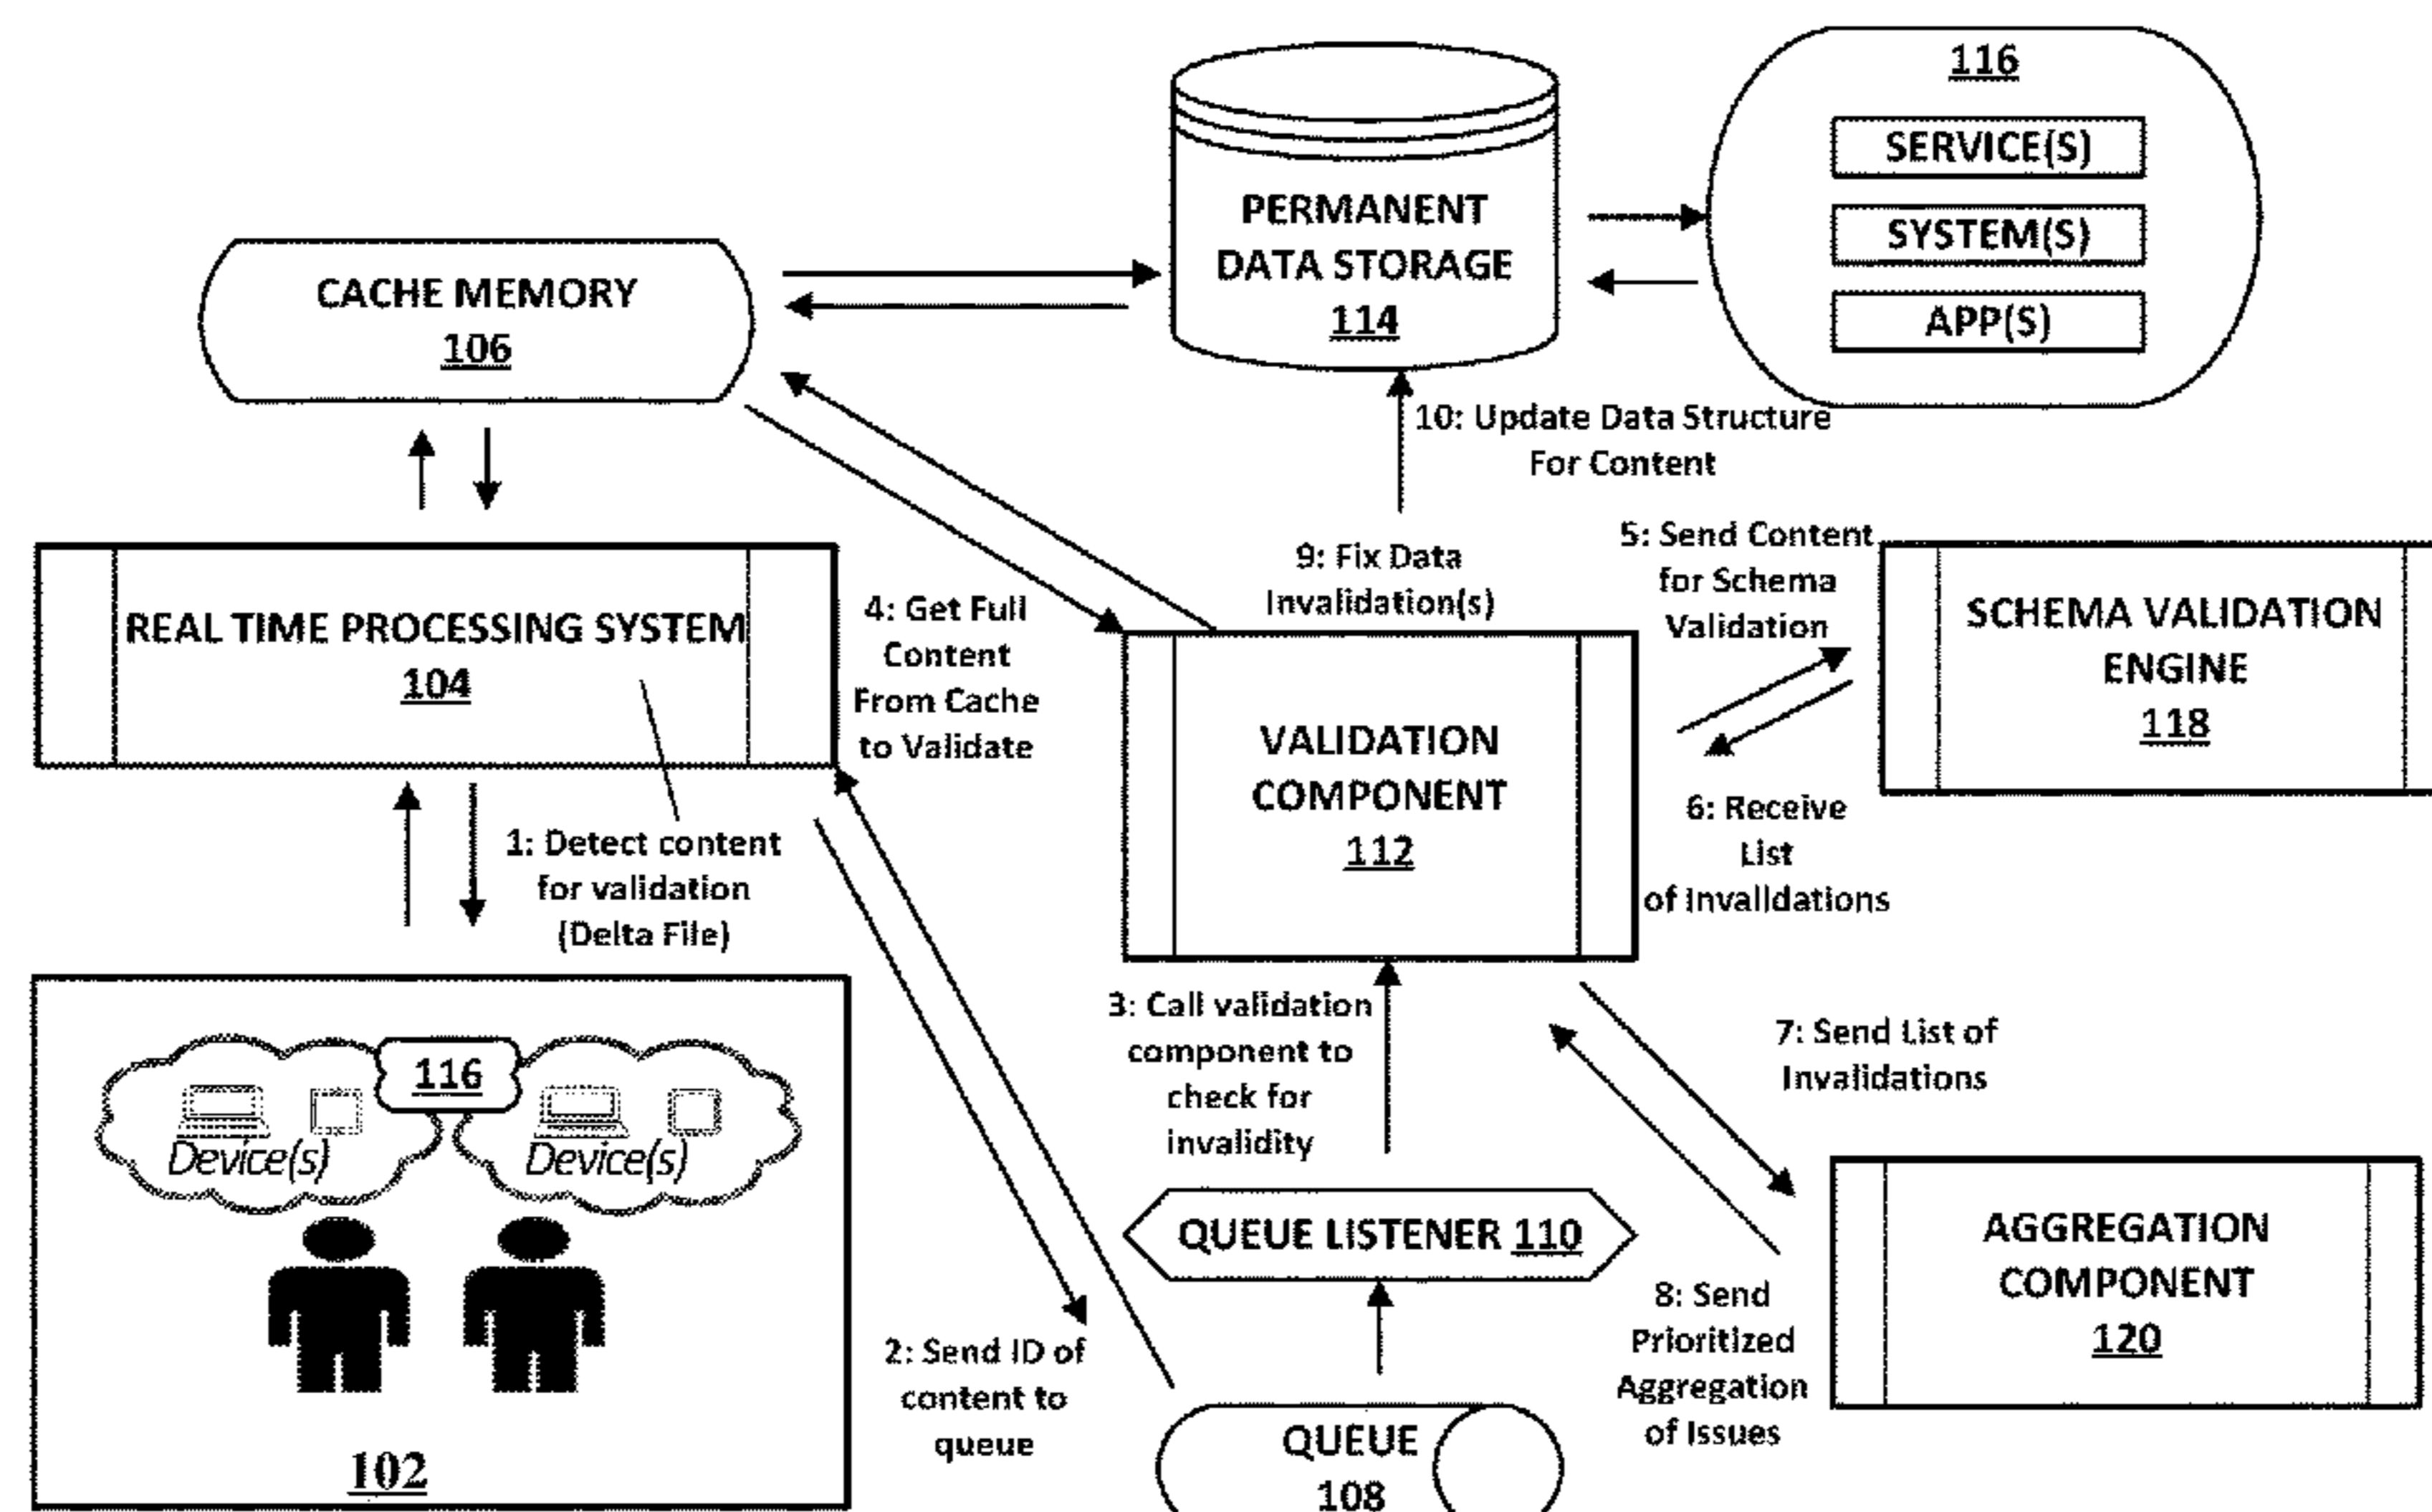 116
SERVICE(S)
SYSTEM(S)
APP(S)
PERMANENT
DATA STORAGE
114
CACHE MEMORY
106
10: Update Data Structure
For Content
REAL TIME PROCESSING SYSTEM
104
4: Get Full
Content
From Cache
to Validate
9: Fix Data
Invalidation(s)
5: Send Content
for Schema
Validation
SCHEMA VALIDATION
ENGINE
118
VALIDATION
COMPONENT
112
6: Receive
List
of Invalidations
1: Detect content
for validation
(Delta File)
3: Call validation
component to
check for
invalidity
7: Send List of
Invalidations
116
Device(s)
Device(s)
102
2: Send ID of
content to
queue
QUEUE LISTENER 110
QUEUE
108
8: Send
Prioritized
Aggregation
of Issues
AGGREGATION
COMPONENT
120